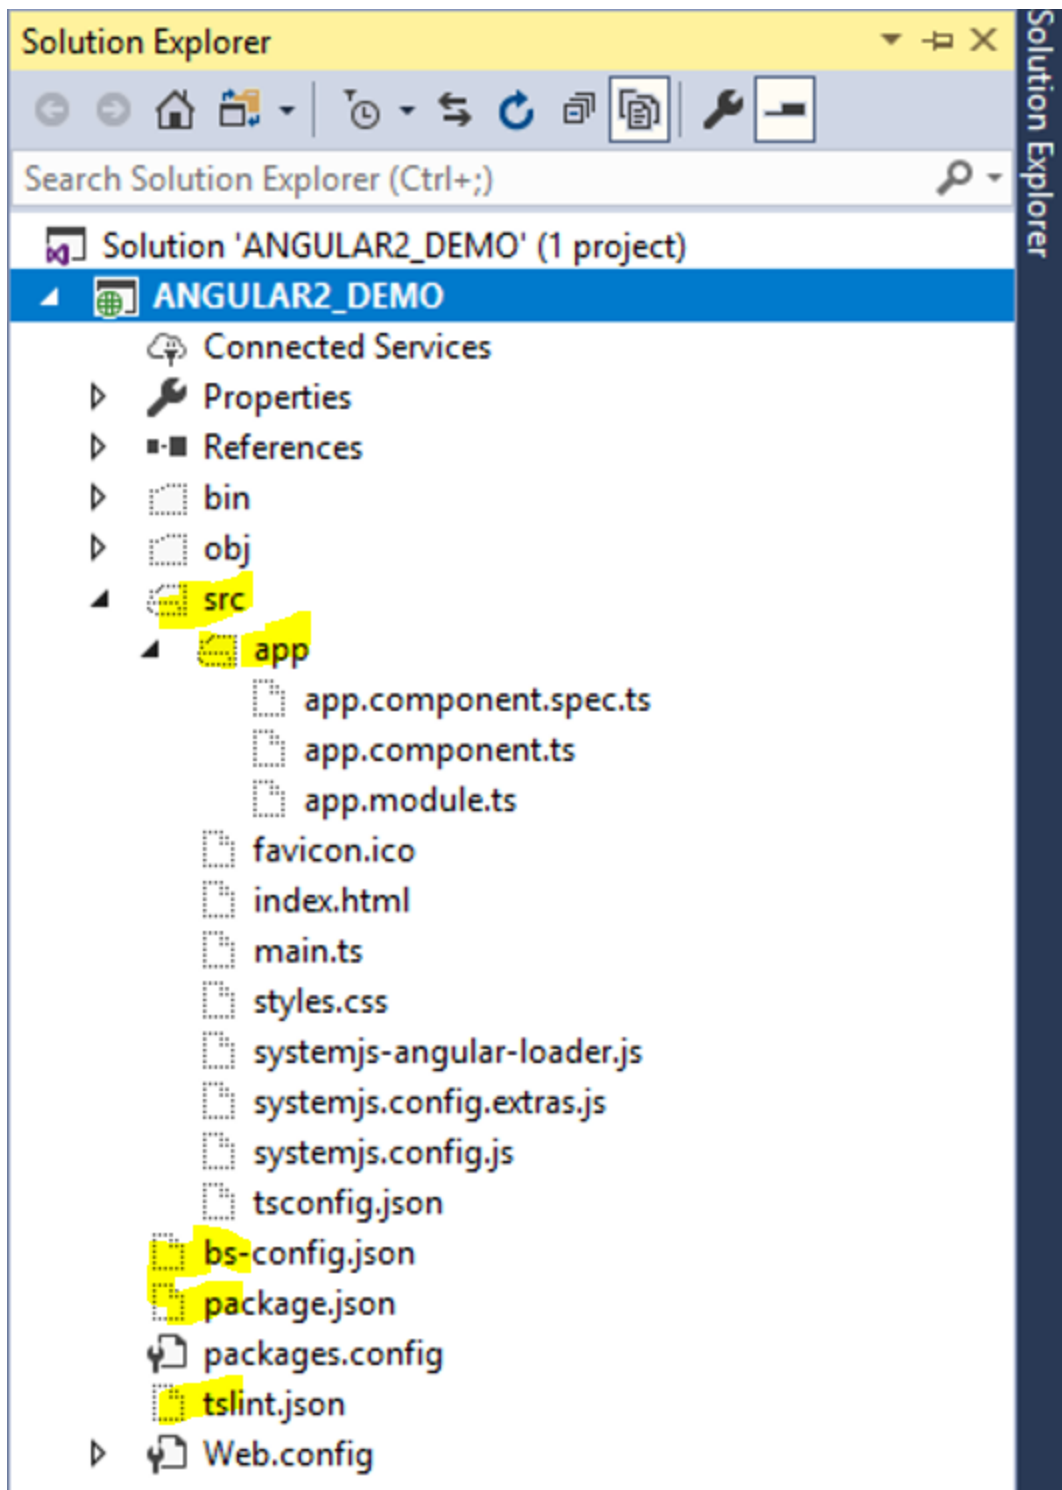 Solution Explorer
Solution Explorer
Search Solution Explorer (Ctrl+;)
Solution 'ANGULAR2_DEMO' (1 project)
ANGULAR2_DEMO
Connected Services
Properties
References
bin
obj
src
app
app.component.spec.ts
app.component.ts
app.module.ts
favicon.ico
index.html
main.ts
styles.css
systemjs-angular-loader.js
systemjs.config.extras.js
systemjs.config.js
tsconfig.json
bs-config.json
package.json
packages.config
tslint.json
Web.config